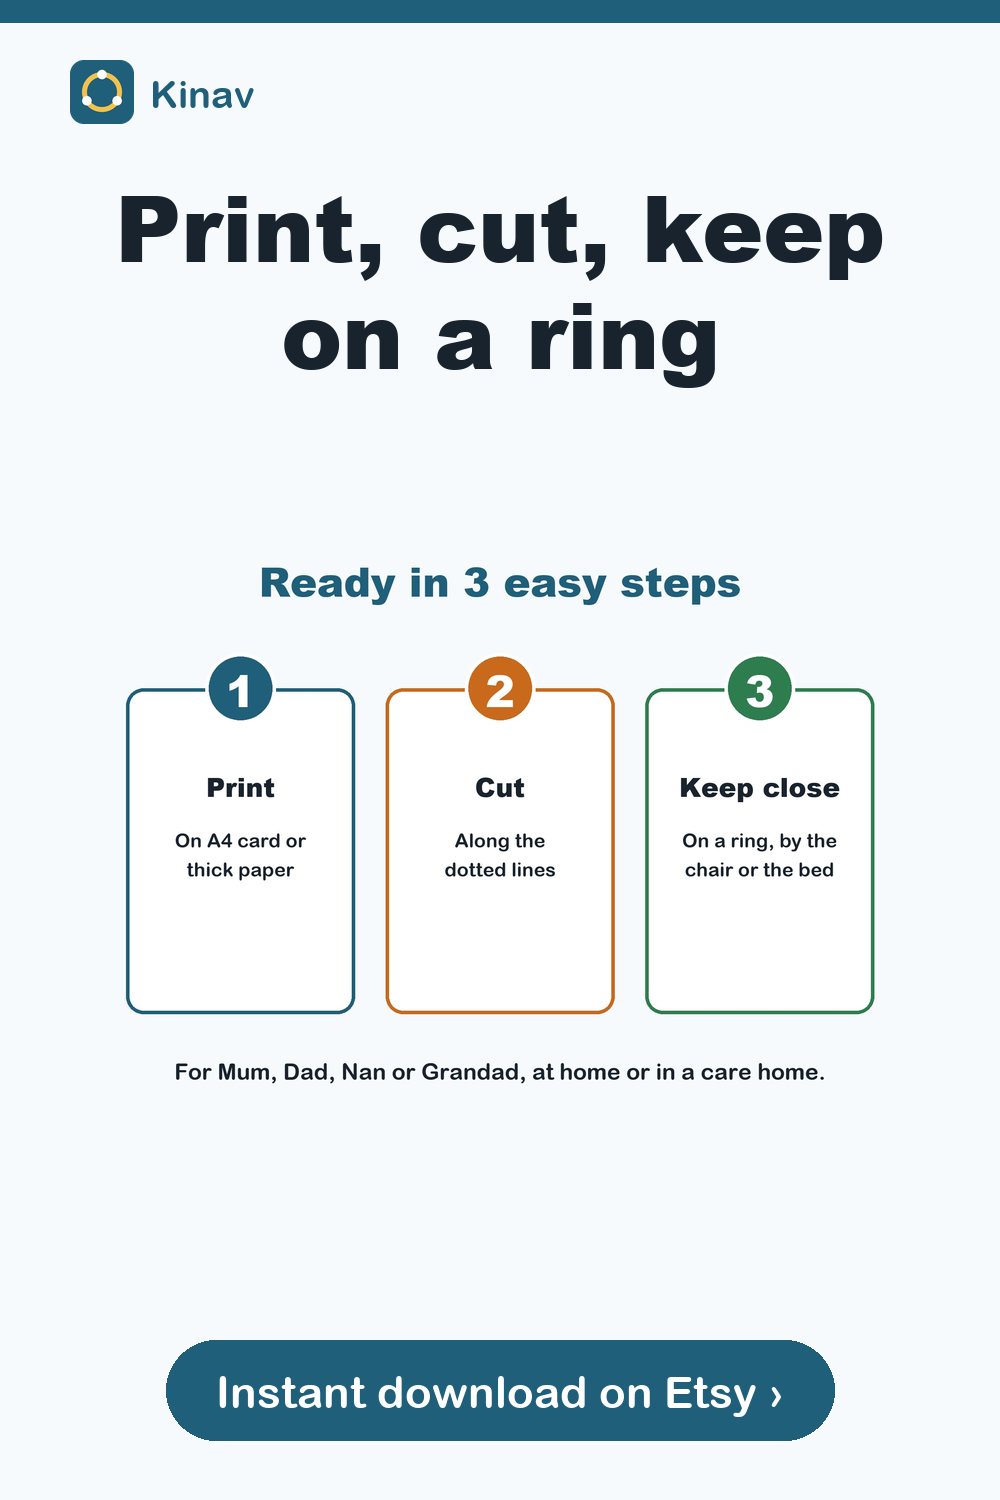 Kinav
Print, cut, keep
on a ring
Ready in 3 easy steps
1
Print
On A4 card or
thick paper
2
Cut
Along the
dotted lines
3
Keep close
On a ring, by the
chair or the bed
For Mum, Dad, Nan or Grandad, at home or in a care home.
Instant download on Etsy ›